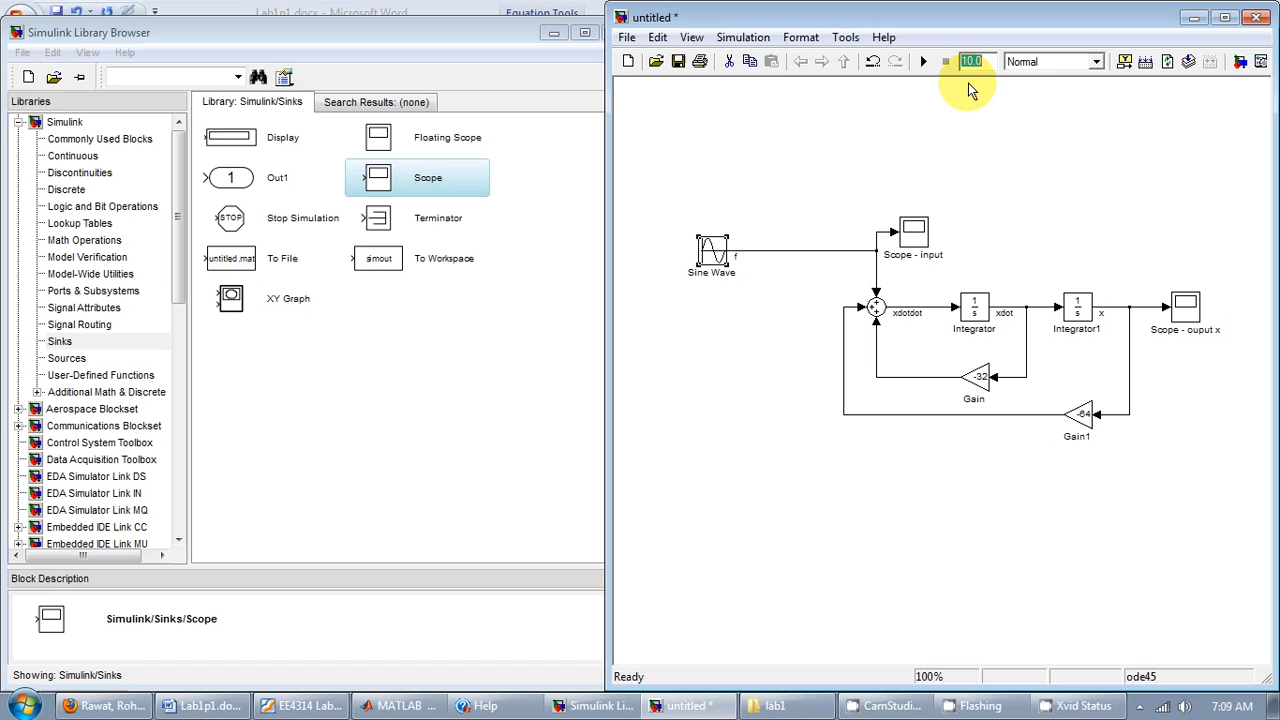 Lab1p1.docx - Microsoft Word
Equation Tools
Simulink Library Browser
File Edit View Help
Libraries
Library: Simulink/Sinks
Search Results: (none)
Simulink
Commonly Used Blocks
Continuous
Discontinuities
Discrete
Logic and Bit Operations
Lookup Tables
Math Operations
Model Verification
Model-Wide Utilities
Ports & Subsystems
Signal Attributes
Signal Routing
Sinks
Sources
User-Defined Functions
Additional Math & Discrete
Aerospace Blockset
Communications Blockset
Control System Toolbox
Data Acquisition Toolbox
EDA Simulator Link DS
EDA Simulator Link IN
EDA Simulator Link MQ
Embedded IDE Link CC
Embedded IDE Link MU
Display
Floating Scope
1
Out1
Scope
STOP
Stop Simulation
Terminator
untitled.mat
To File
simout
To Workspace
XY Graph
Block Description
Simulink/Sinks/Scope
Showing: Simulink/Sinks
untitled *
File Edit View Simulation Format Tools Help
10.0
Normal
Scope - input
f
Sine Wave
xdotdot
1
s
Integrator
xdot
1
s
Integrator1
x
Scope - ouput x
-32
Gain
-64
Gain1
Ready
100%
ode45
Rawat, Roh...
Lab1p1.do...
EE4314 Lab...
MATLAB ...
Help
Simulink Li...
untitled *
lab1
CamStudi...
Flashing
Xvid Status
7:09 AM